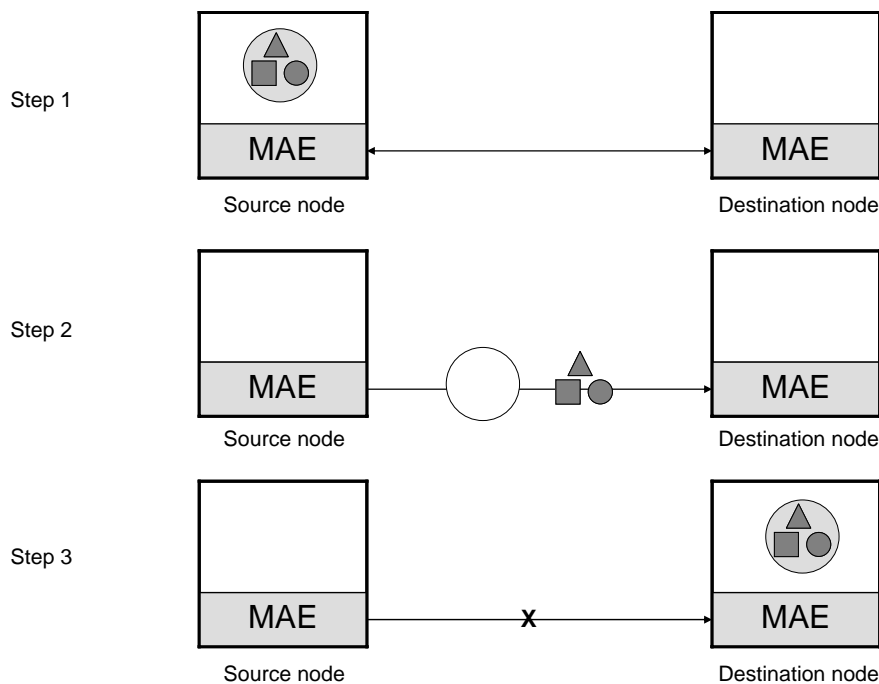 Step 1
MAE
MAE
Source node
Destination node
Step 2
MAE
MAE
Source node
Destination node
Step 3
MAE
X
MAE
Source node
Destination node